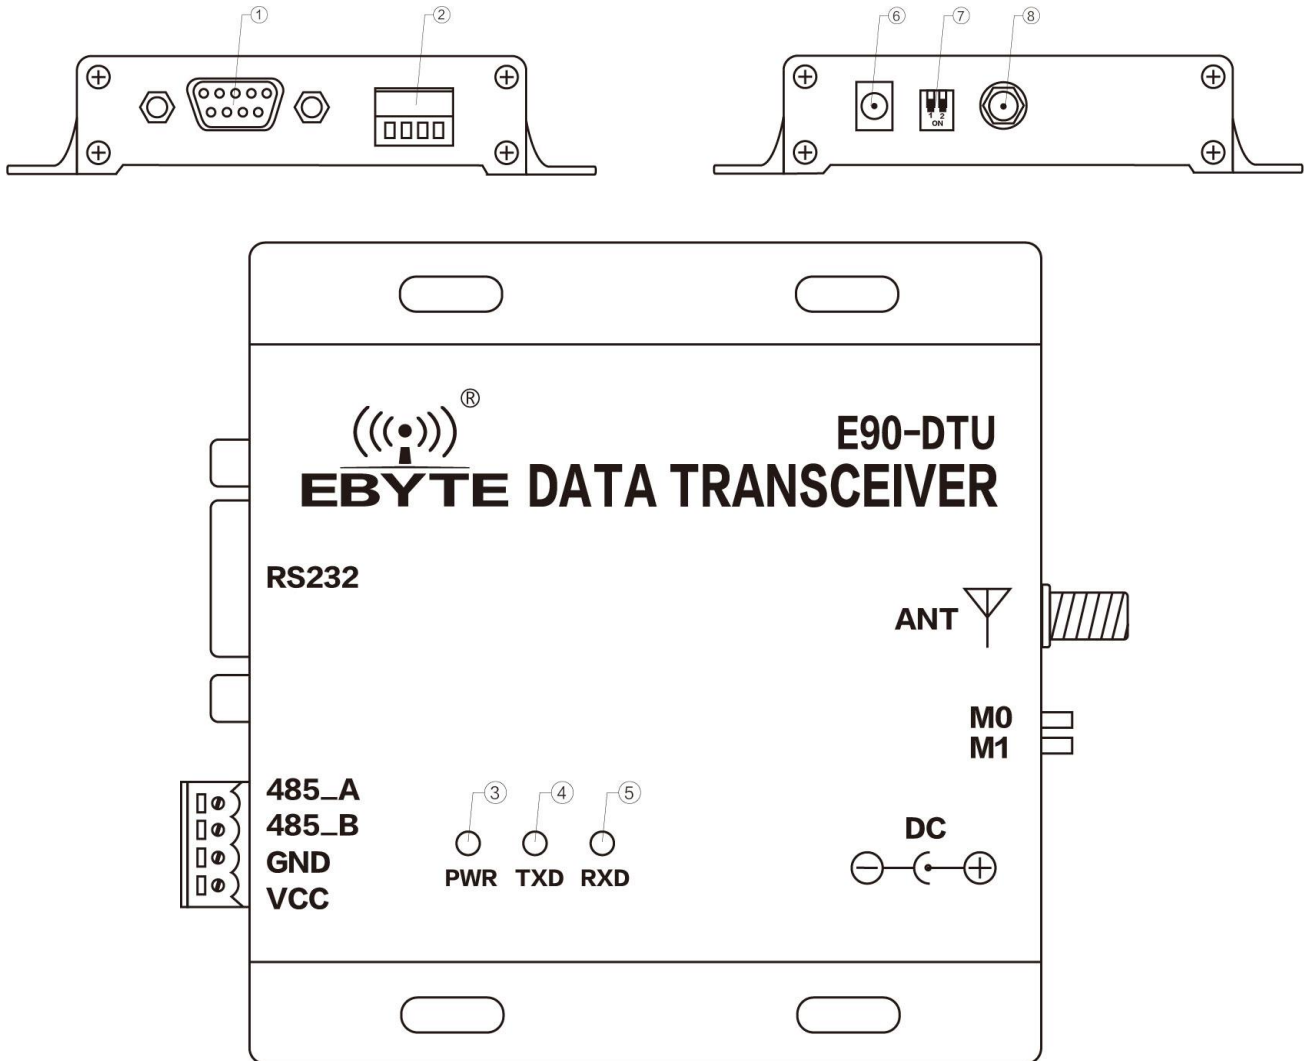 ① ② ⑥ ⑦ ⑧
1 2
ON
®
E90-DTU
EBYTE DATA TRANSCEIVER
RS232
ANT
M0
M1
485_A
485_B
GND
VCC
③ ④ ⑤
PWR TXD RXD
DC